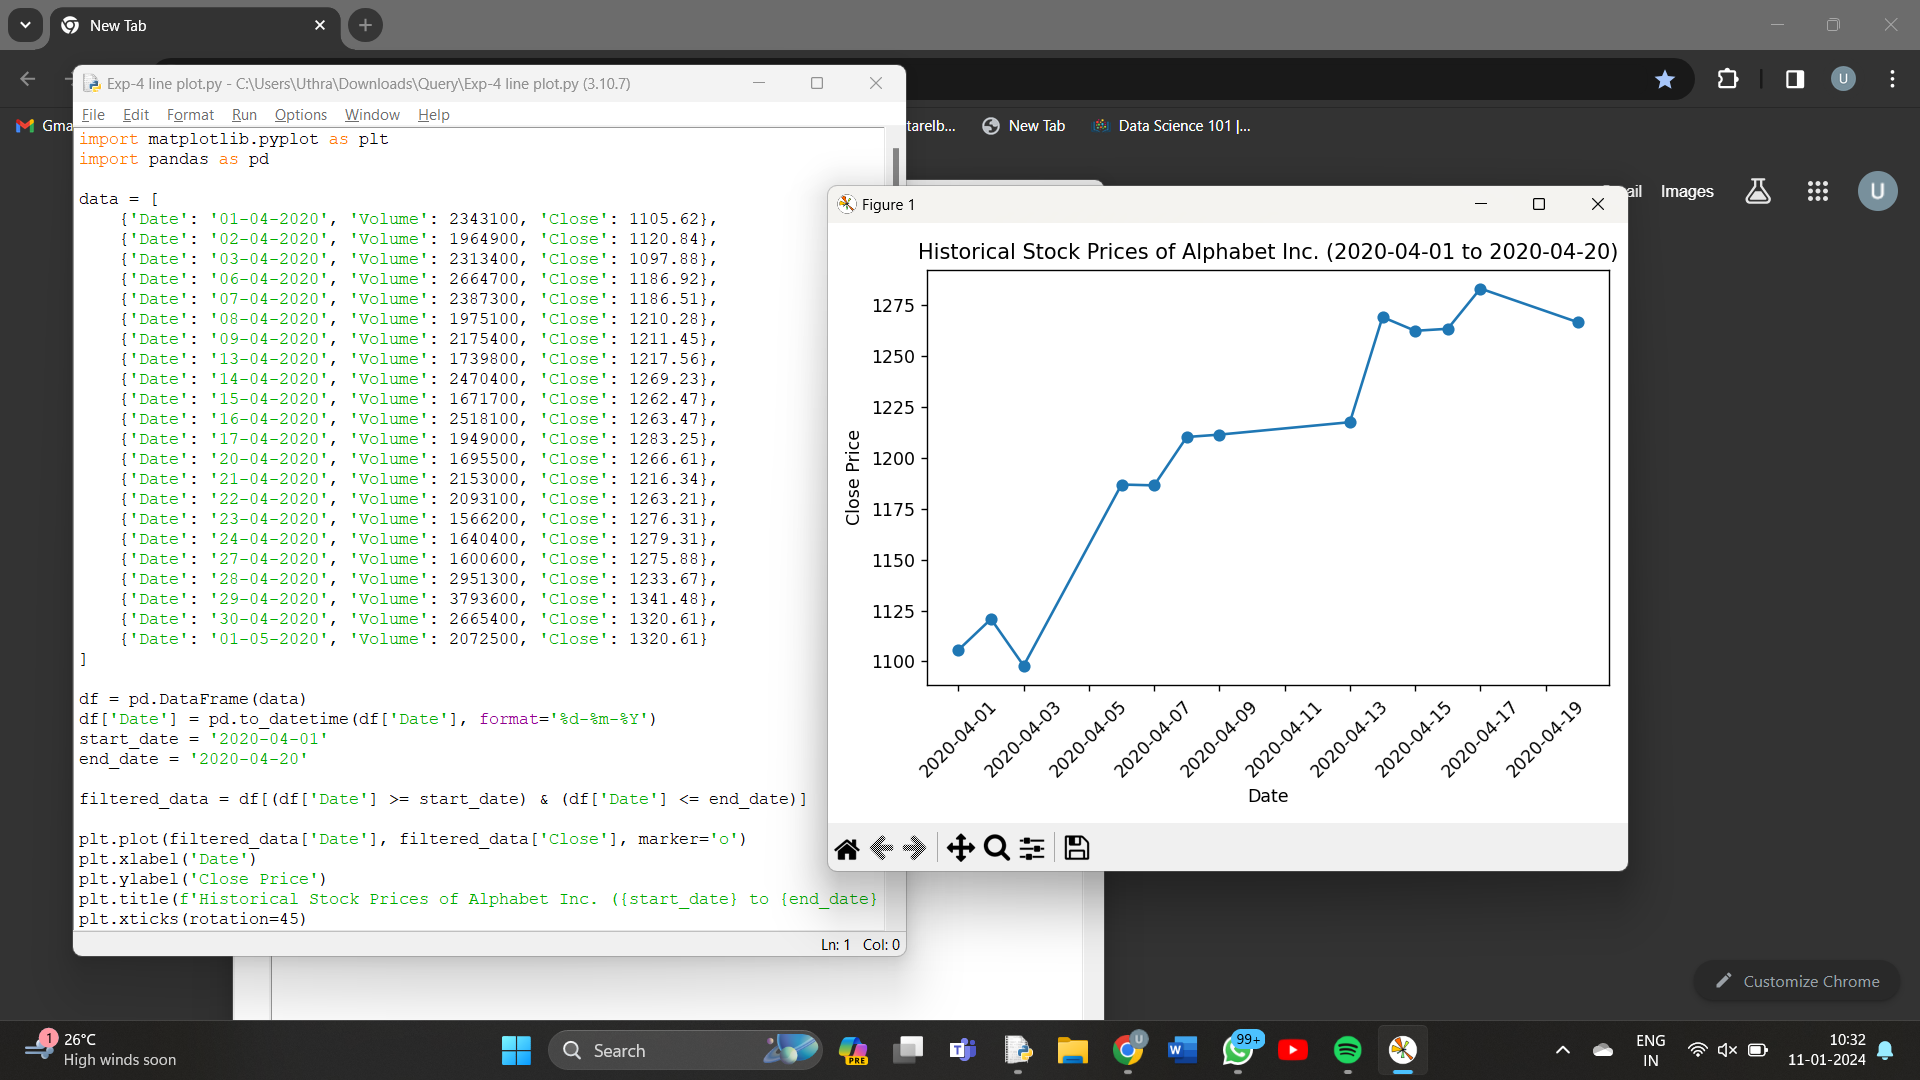 New Tab
Exp-4 line plot.py - C:\Users\Uthra\Downloads\Query\Exp-4 line plot.py (3.10.7)
U
File Edit Format Run Options Window Help
Gma
tarelb... New Tab Data Science 101 |...
import matplotlib.pyplot as plt
import pandas as pd
data = [
{'Date': '01-04-2020', 'Volume': 2343100, 'Close': 1105.62},
{'Date': '02-04-2020', 'Volume': 1964900, 'Close': 1120.84},
{'Date': '03-04-2020', 'Volume': 2313400, 'Close': 1097.88},
{'Date': '06-04-2020', 'Volume': 2664700, 'Close': 1186.92},
{'Date': '07-04-2020', 'Volume': 2387300, 'Close': 1186.51},
{'Date': '08-04-2020', 'Volume': 1975100, 'Close': 1210.28},
{'Date': '09-04-2020', 'Volume': 2175400, 'Close': 1211.45},
{'Date': '13-04-2020', 'Volume': 1739800, 'Close': 1217.56},
{'Date': '14-04-2020', 'Volume': 2470400, 'Close': 1269.23},
{'Date': '15-04-2020', 'Volume': 1671700, 'Close': 1262.47},
{'Date': '16-04-2020', 'Volume': 2518100, 'Close': 1263.47},
{'Date': '17-04-2020', 'Volume': 1949000, 'Close': 1283.25},
{'Date': '20-04-2020', 'Volume': 1695500, 'Close': 1266.61},
{'Date': '21-04-2020', 'Volume': 2153000, 'Close': 1216.34},
{'Date': '22-04-2020', 'Volume': 2093100, 'Close': 1263.21},
{'Date': '23-04-2020', 'Volume': 1566200, 'Close': 1276.31},
{'Date': '24-04-2020', 'Volume': 1640400, 'Close': 1279.31},
{'Date': '27-04-2020', 'Volume': 1600600, 'Close': 1275.88},
{'Date': '28-04-2020', 'Volume': 2951300, 'Close': 1233.67},
{'Date': '29-04-2020', 'Volume': 3793600, 'Close': 1341.48},
{'Date': '30-04-2020', 'Volume': 2665400, 'Close': 1320.61},
{'Date': '01-05-2020', 'Volume': 2072500, 'Close': 1320.61}
]
df = pd.DataFrame(data)
df['Date'] = pd.to_datetime(df['Date'], format='%d-%m-%Y')
start_date = '2020-04-01'
end_date = '2020-04-20'
filtered_data = df[(df['Date'] >= start_date) & (df['Date'] <= end_date)]
plt.plot(filtered_data['Date'], filtered_data['Close'], marker='o')
plt.xlabel('Date')
plt.ylabel('Close Price')
plt.title(f'Historical Stock Prices of Alphabet Inc. ({start_date} to {end_date}
plt.xticks(rotation=45)
Ln: 1 Col: 0
ail Images U
Figure 1
Historical Stock Prices of Alphabet Inc. (2020-04-01 to 2020-04-20)
1275
1250
1225
1200
1175
1150
1125
1100
Close Price
2020-04-01
2020-04-03
2020-04-05
2020-04-07
2020-04-09
2020-04-11
2020-04-13
2020-04-15
2020-04-17
2020-04-19
Date
Customize Chrome
1
26°C
High winds soon
Search
PRE
T
U
W
99+
ENG
IN
10:32
11-01-2024